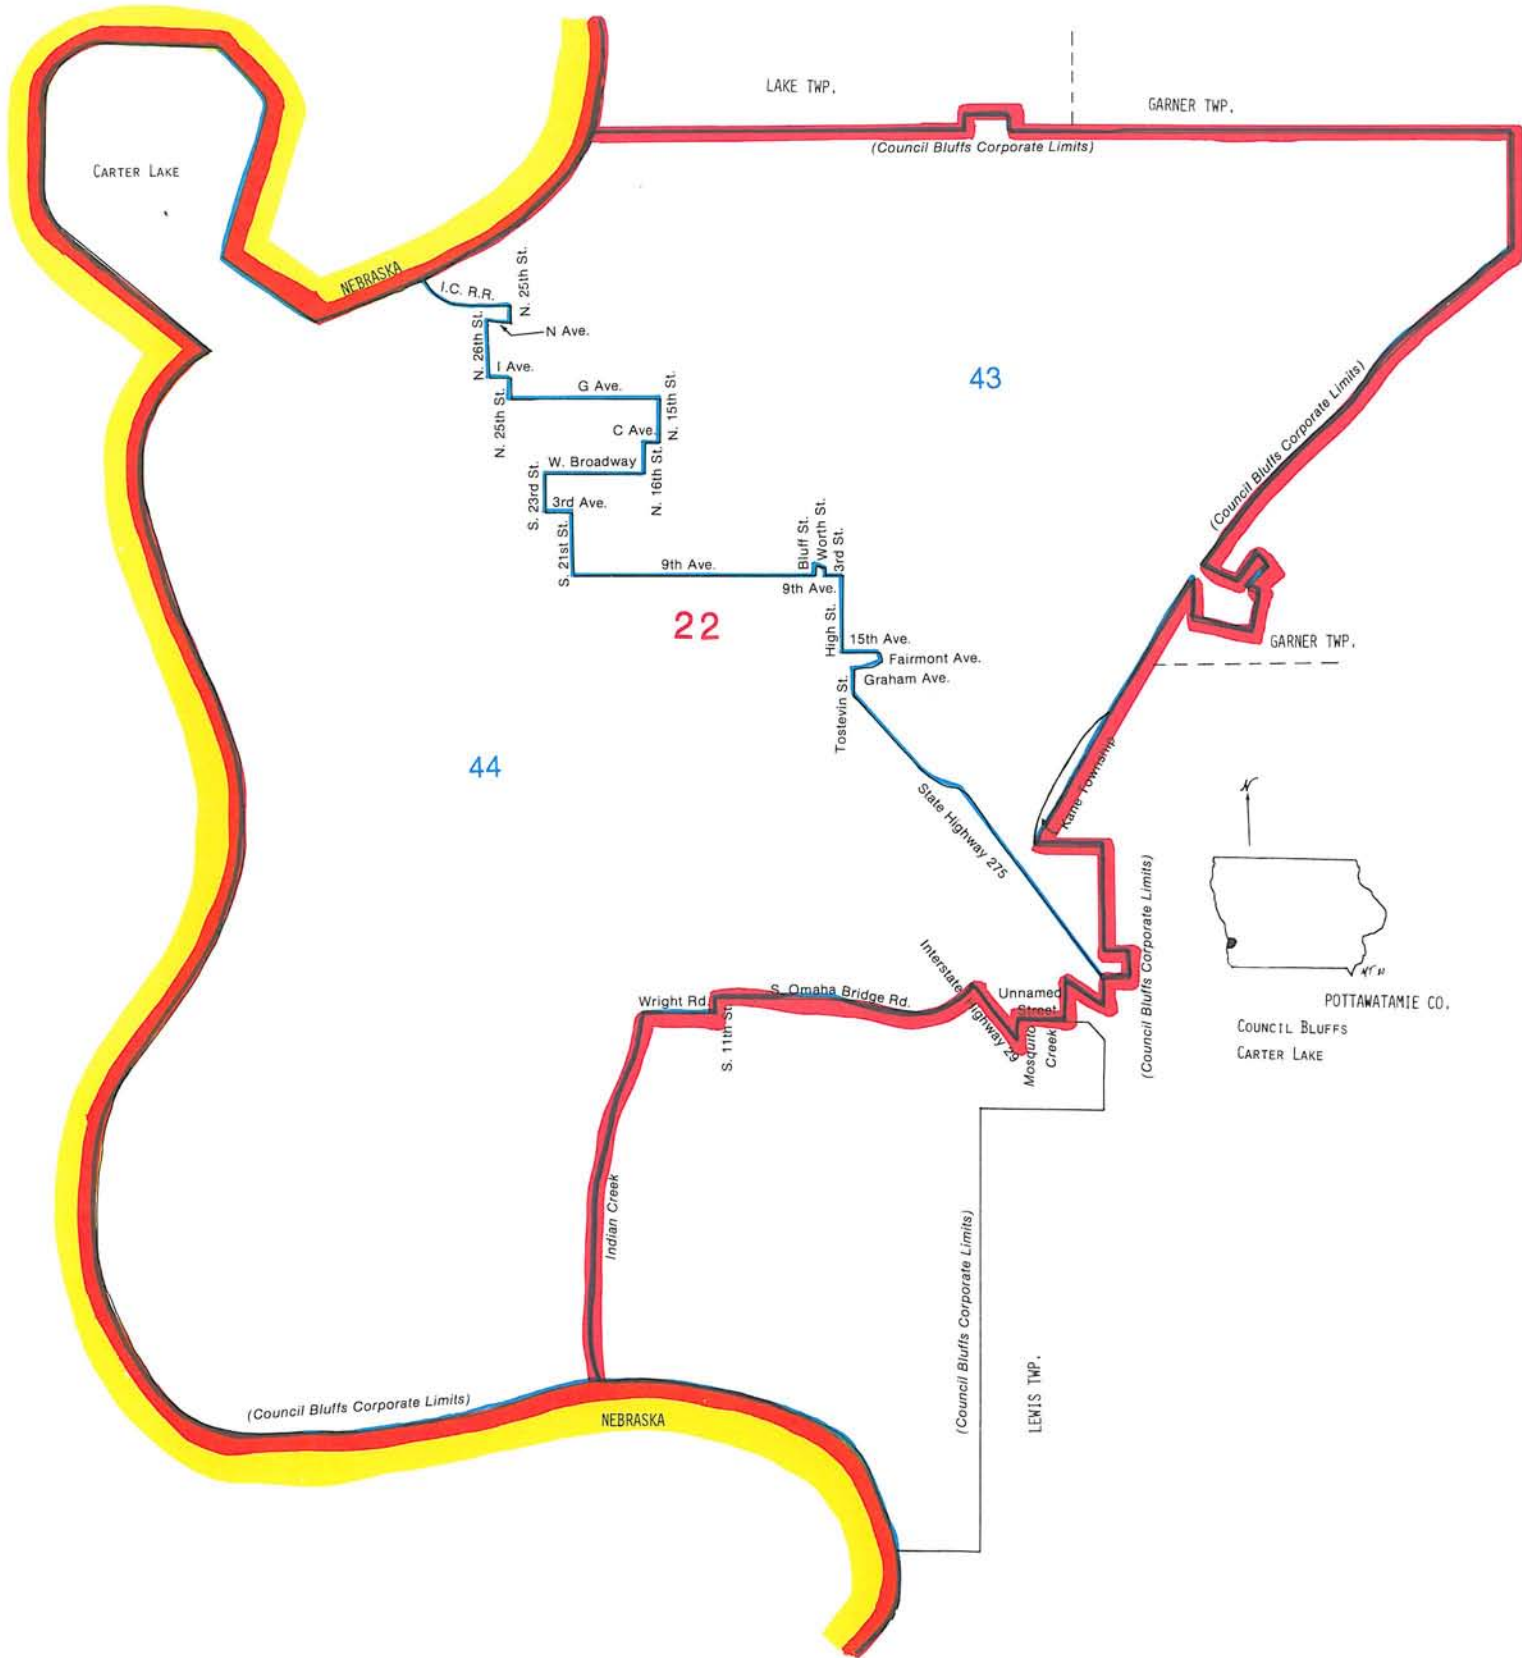 LAKE TWP.
GARNER TWP.
(Council Bluffs Corporate Limits)
CARTER LAKE
NEBRASKA
I.C. R.R.
N. 25th St.
N Ave.
N. 26th St.
I Ave.
N. 25th St.
G Ave.
N. 15th St.
C Ave.
N. 16th St.
W. Broadway
S. 23rd St.
3rd Ave.
S. 21st St.
9th Ave.
Bluff St.
Worth St.
3rd St.
9th Ave.
High St.
15th Ave.
Fairmont Ave.
Graham Ave.
Tostevin St.
43
22
44
(Council Bluffs Corporate Limits)
GARNER TWP.
Kane Township
State Highway 275
(Council Bluffs Corporate Limits)
Interstate Highway 29
Unnamed
Street
Mosquito
Creek
S. Omaha Bridge Rd.
Wright Rd.
S. 11th St.
Indian Creek
N
POTTAWATAMIE CO.
COUNCIL BLUFFS
CARTER LAKE
(Council Bluffs Corporate Limits)
LEWIS TWP.
(Council Bluffs Corporate Limits)
NEBRASKA